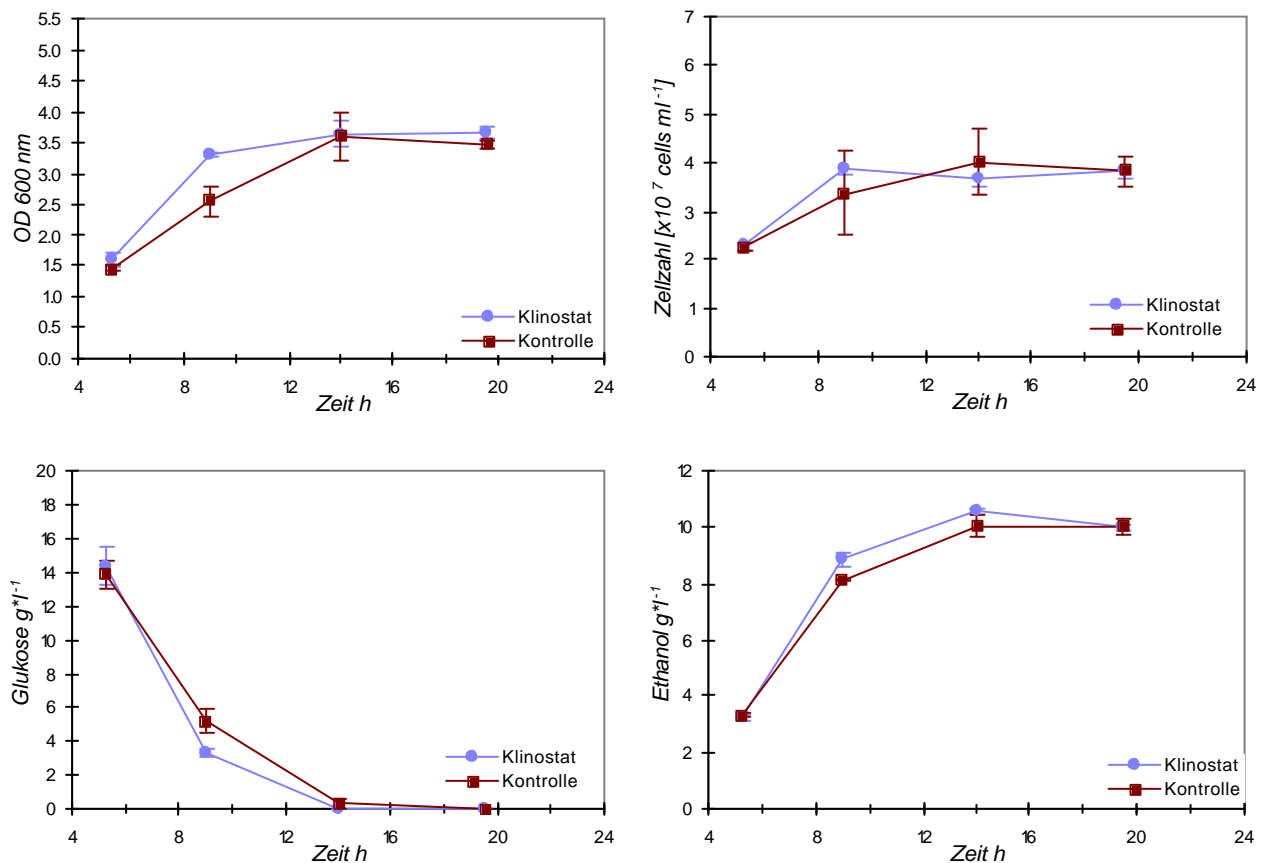 5.5
5.0
4.5
4.0
3.5
3.0
2.5
2.0
1.5
1.0
0.5
0.0
OD 600 nm
4 8 12 16 20 24
Zeit h
Klinostat
Kontrolle
7
6
5
4
3
2
1
0
Zellzahl [x10 7 cells ml -1]
4 8 12 16 20 24
Zeit h
Klinostat
Kontrolle
20
18
16
14
12
10
8
6
4
2
0
Glukose g*l-1
4 8 12 16 20 24
Zeit h
Klinostat
Kontrolle
12
10
8
6
4
2
0
Ethanol g*l-1
4 8 12 16 20 24
Zeit h
Klinostat
Kontrolle